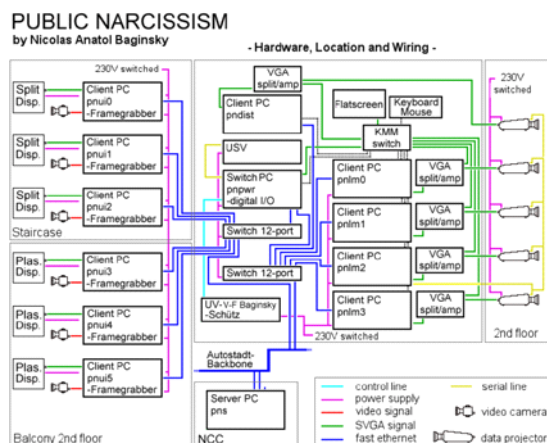 PUBLIC NARCISSISM
by Nicolas Anatol Baginsky
- Hardware, Location and Wiring -
230V switched
Split
Disp.
Client PC
pnui0
-Framegrabber
Split
Disp.
Client PC
pnui1
-Framegrabber
Split
Disp.
Client PC
pnui2
-Framegrabber
Staircase
Plas.
Disp.
Client PC
pnui3
-Framegrabber
Plas.
Disp.
Client PC
pnui4
-Framegrabber
Plas.
Disp.
Client PC
pnui5
-Framegrabber
Balcony 2nd floor
VGA
split/amp
Client PC
pndist
Flatscreen
Keyboard
Mouse
USV
KMM
switch
Switch PC
pnpwr
-digital I/O
Switch 12-port
Switch 12-port
UV-V-F Baginsky
-Schütz
Client PC
pnlm0
VGA
split/amp
Client PC
pnlm1
VGA
split/amp
Client PC
pnlm2
VGA
split/amp
Client PC
pnlm3
VGA
split/amp
230V switched
230V
switched
2nd floor
Autostadt-
Backbone
Server PC
pns
NCC
control line
power supply
video signal
SVGA signal
fast ethernet
serial line
video camera
data projector